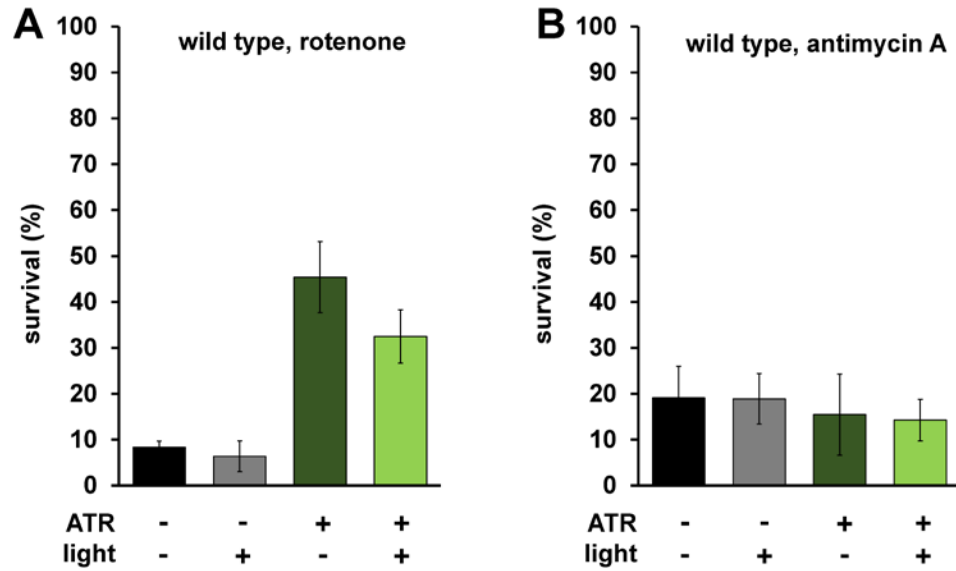 A
wild type, rotenone
survival (%)
100
90
80
70
60
50
40
30
20
10
0
ATR - - + +
light - + - +
B
wild type, antimycin A
survival (%)
100
90
80
70
60
50
40
30
20
10
0
ATR - - + +
light - + - +